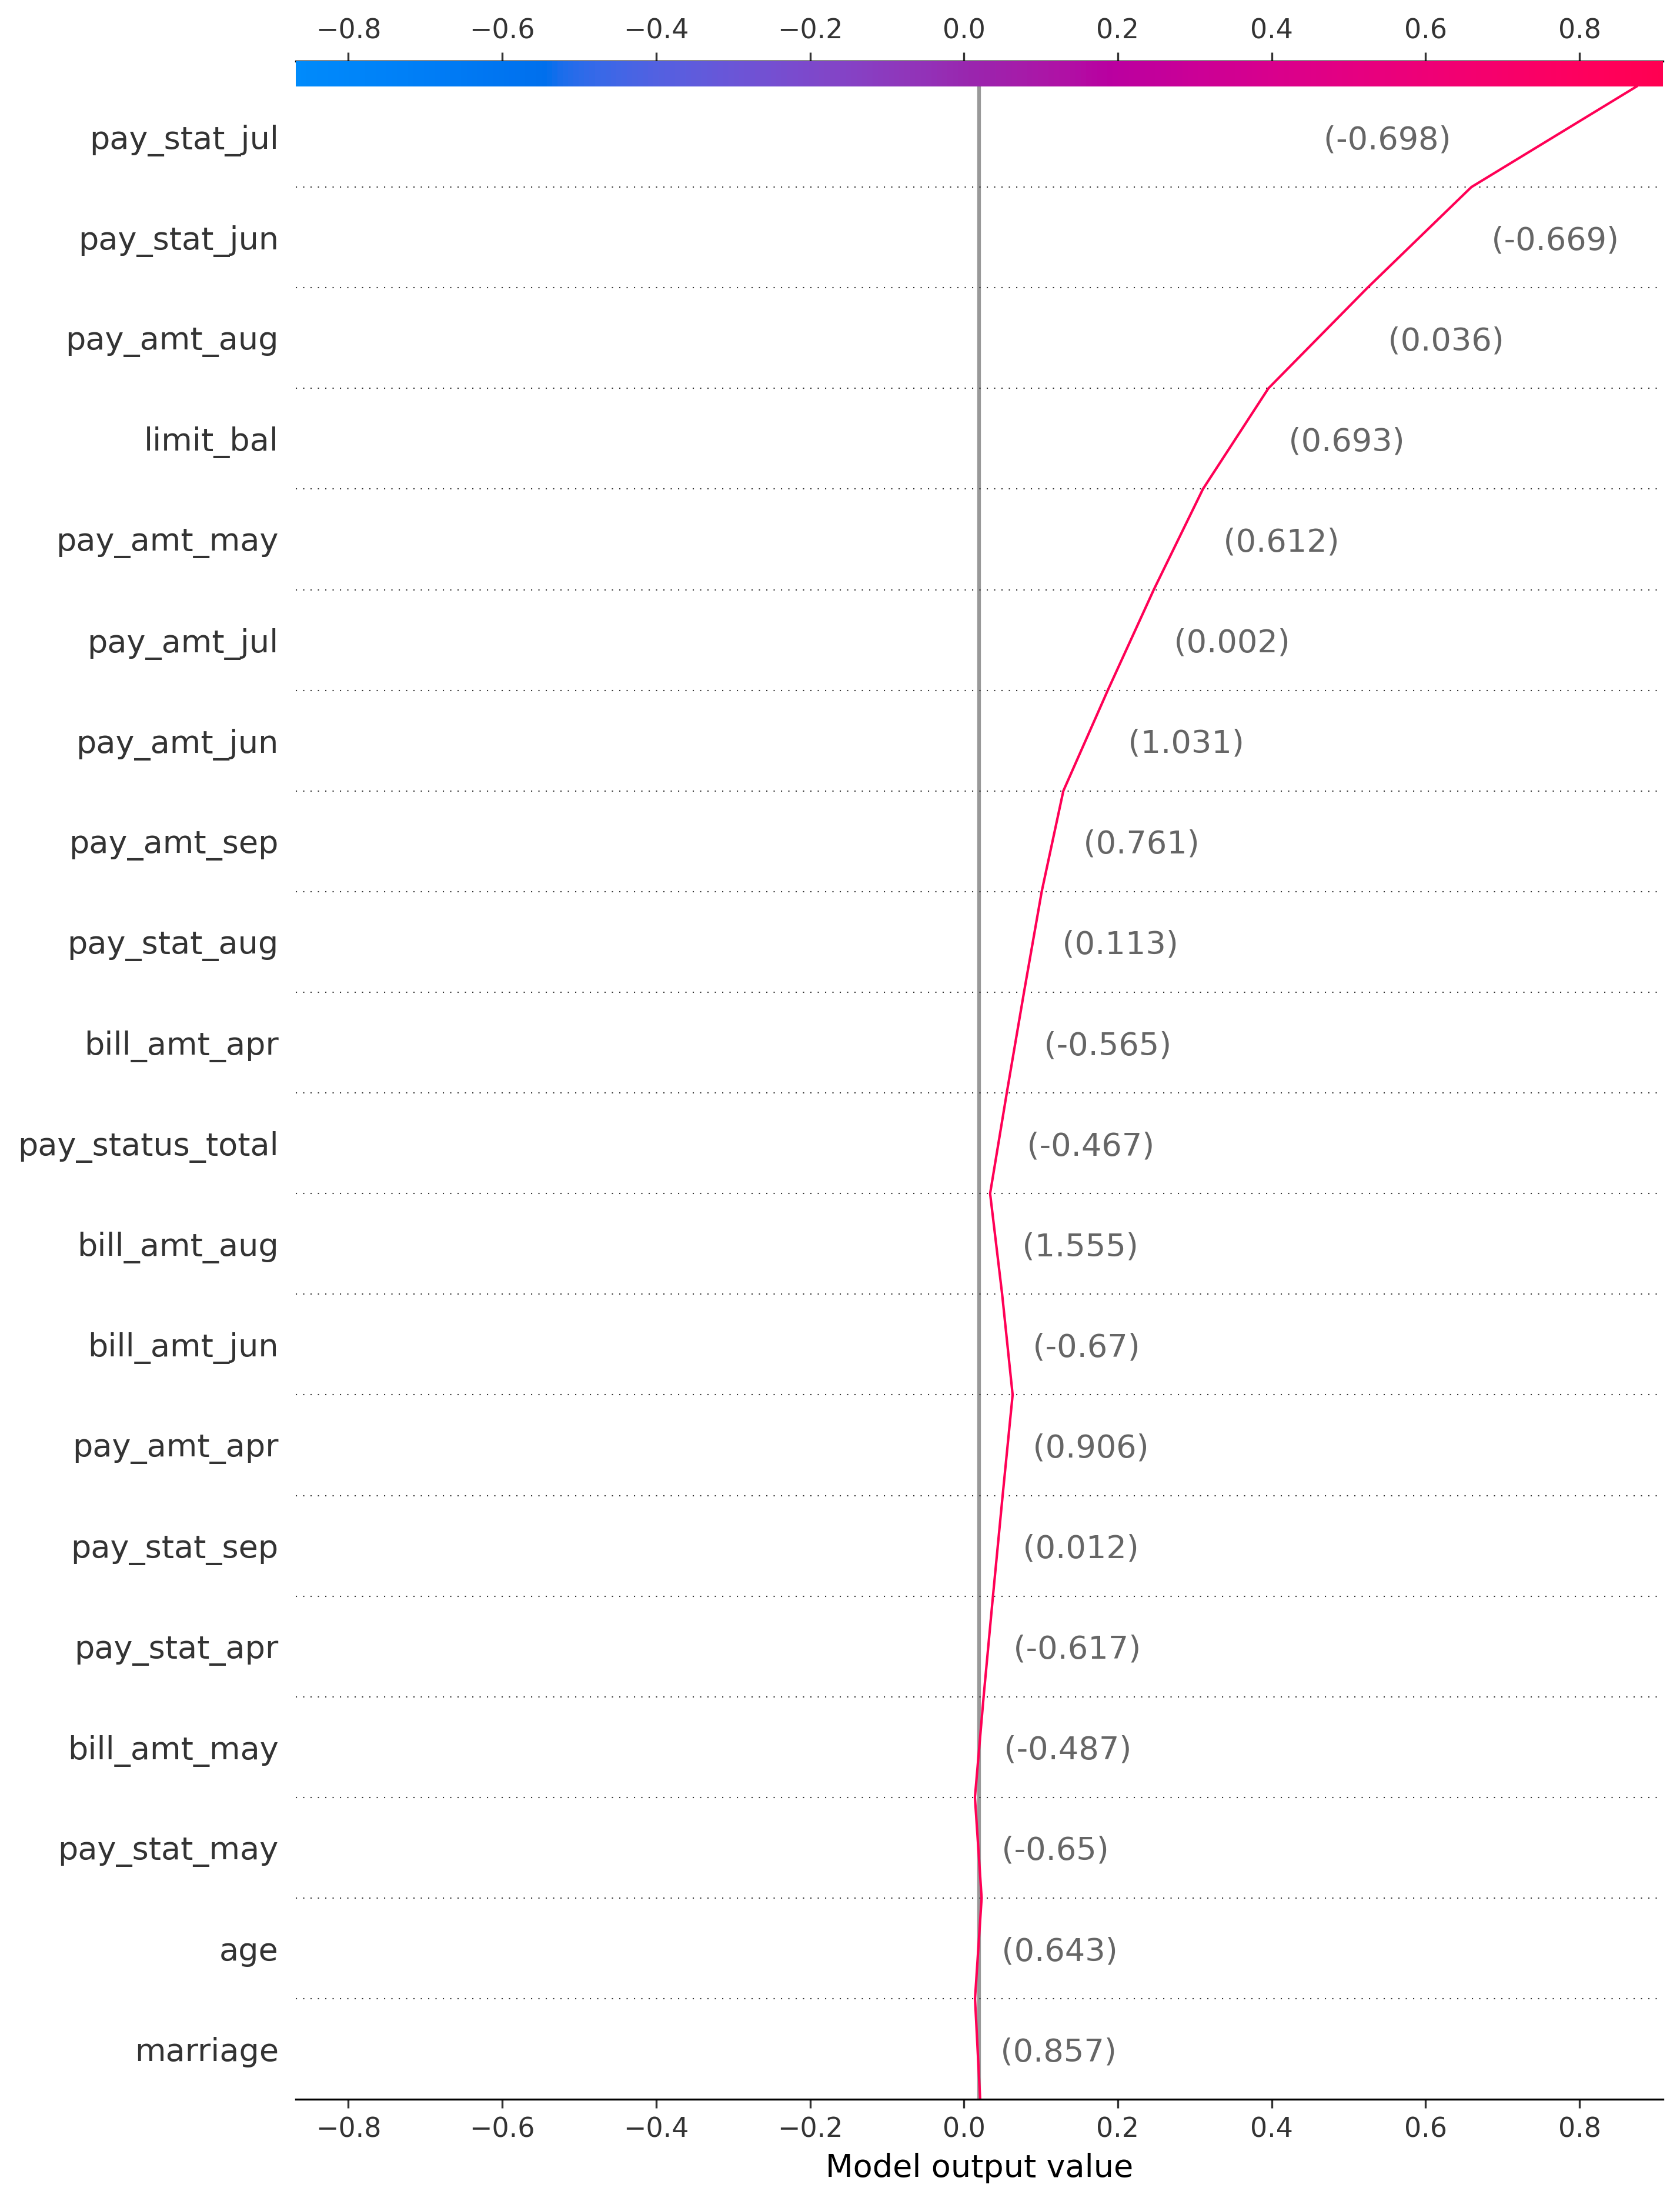 −0.8 −0.6 −0.4 −0.2 0.0 0.2 0.4 0.6 0.8
pay_stat_jul (-0.698)
pay_stat_jun (-0.669)
pay_amt_aug (0.036)
limit_bal (0.693)
pay_amt_may (0.612)
pay_amt_jul (0.002)
pay_amt_jun (1.031)
pay_amt_sep (0.761)
pay_stat_aug (0.113)
bill_amt_apr (-0.565)
pay_status_total (-0.467)
bill_amt_aug (1.555)
bill_amt_jun (-0.67)
pay_amt_apr (0.906)
pay_stat_sep (0.012)
pay_stat_apr (-0.617)
bill_amt_may (-0.487)
pay_stat_may (-0.65)
age (0.643)
marriage (0.857)
−0.8 −0.6 −0.4 −0.2 0.0 0.2 0.4 0.6 0.8
Model output value